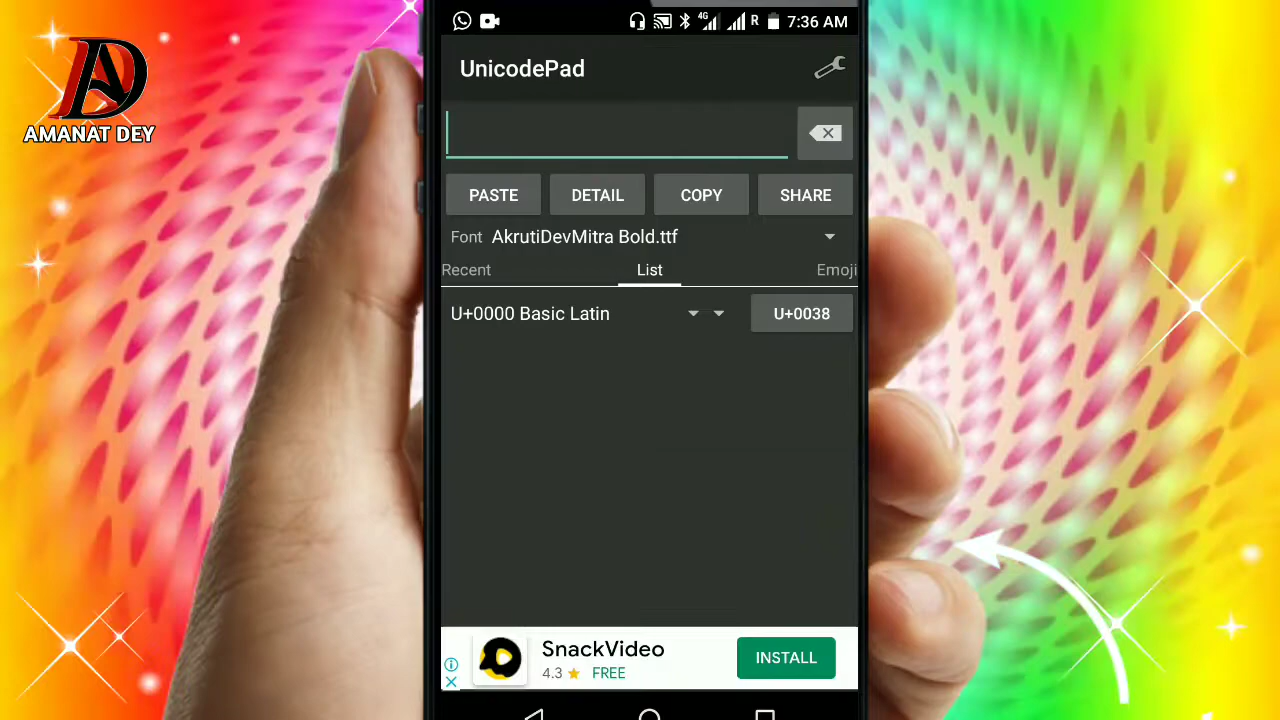 7:36 AM
4G
R
AMANAT DEY
UnicodePad
PASTE DETAIL COPY SHARE
Font AkrutiDevMitra Bold.ttf
Recent List Emoji
U+0000 Basic Latin U+0038
SnackVideo
4.3 FREE
INSTALL